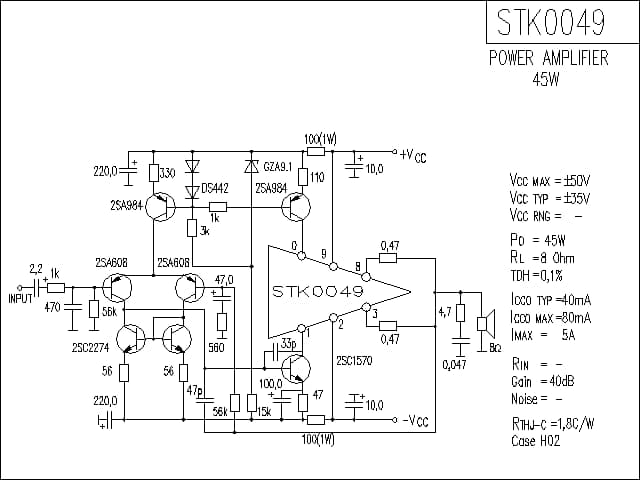 STK0049
POWER AMPLIFIER
45W
100(1W)
+VCC
220,0
330
GZA9.1
110
10,0
DS442
2SA984
2SA984
1k
3k
0
9
8
0,47
2SA608
2SA608
47,0
2,2
1k
INPUT
470
56k
STK0049
4,7
8Ω
3
0,47
2
1
2SC2274
560
33p
2SC1570
0,047
56
56
47p
100,0
47
220,0
56k
15k
10,0
-VCC
100(1W)
VCC MAX = ±50V
VCC TYP = ±35V
VCC RNG = -
PO = 45W
RL = 8 Ohm
TDH = 0,1%
ICCO TYP = 40mA
ICCO MAX = 80mA
IMAX = 5A
RIN = -
Gain = 40dB
Noise = -
RTHJ-C = 1,8C/W
Case H02